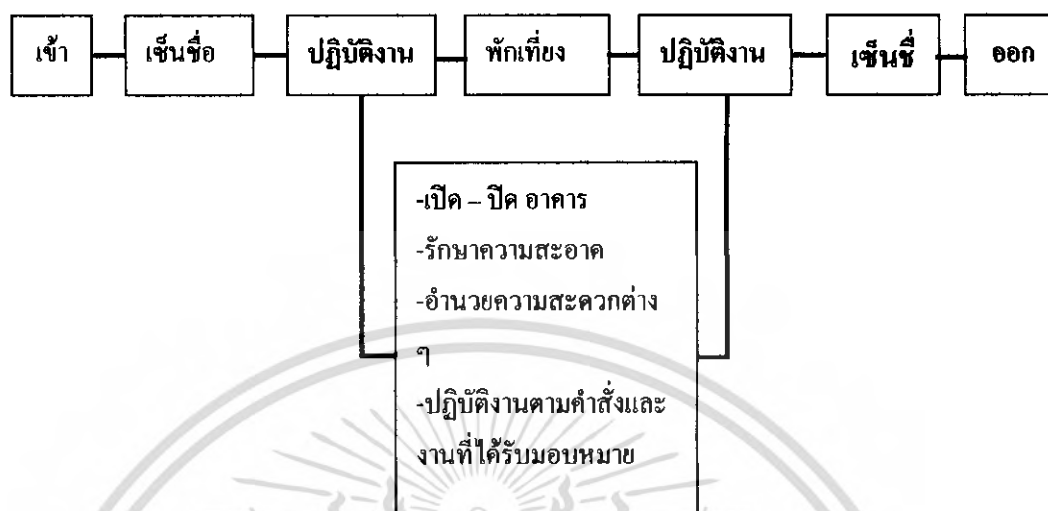 เข้า
เซ็นชื่อ
ปฏิบัติงาน
พักเที่ยง
ปฏิบัติงาน
เซ็นชื่
ออก
-เปิด – ปิด อาคาร
-รักษาความสะอาด
-อำนวยความสะดวกต่าง
ๆ
-ปฏิบัติงานตามคำสั่งและ
งานที่ได้รับมอบหมาย